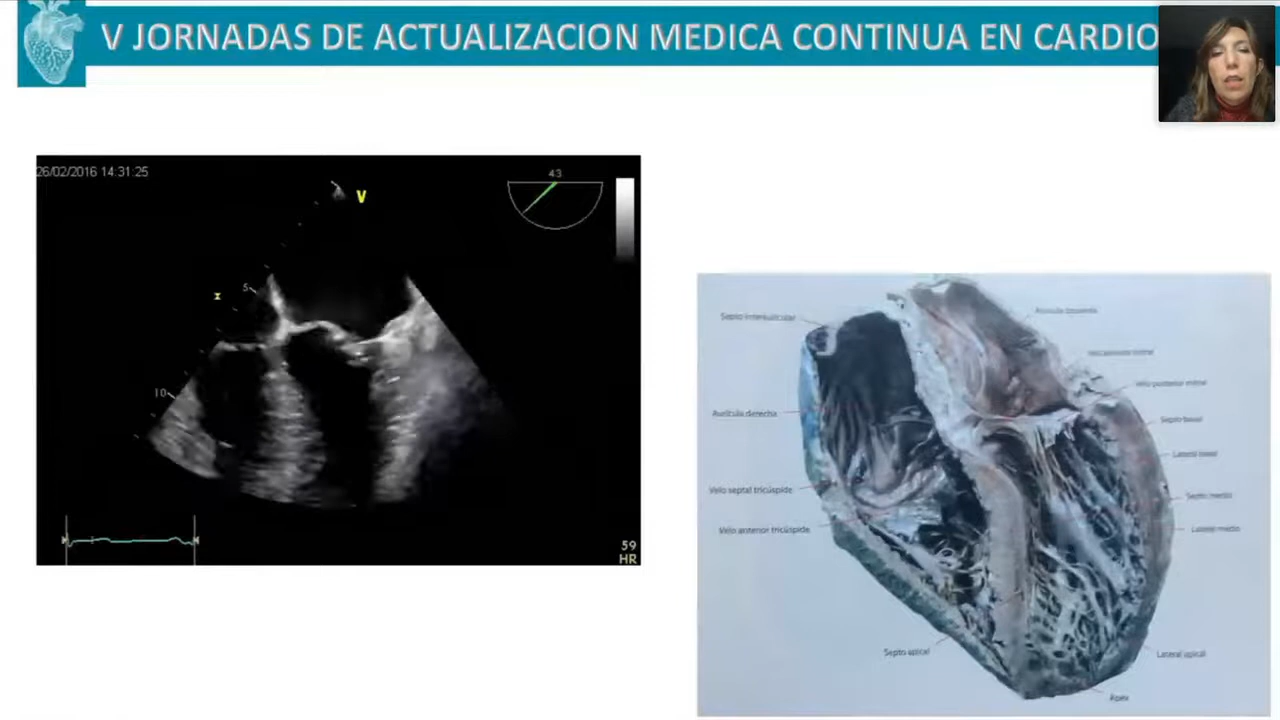 V JORNADAS DE ACTUALIZACION MEDICA CONTINUA EN CARDIO
26/02/2016 14:31:25
V
43
5
10
59
HR
Septo interauricular
Aurícula izquierda
Velo posterior mitral
Aurícula derecha
Septo basal
Lateral basal
Velo septal tricúspide
Septo medio
Velo anterior tricúspide
Lateral medio
Septo apical
Lateral apical
Apex